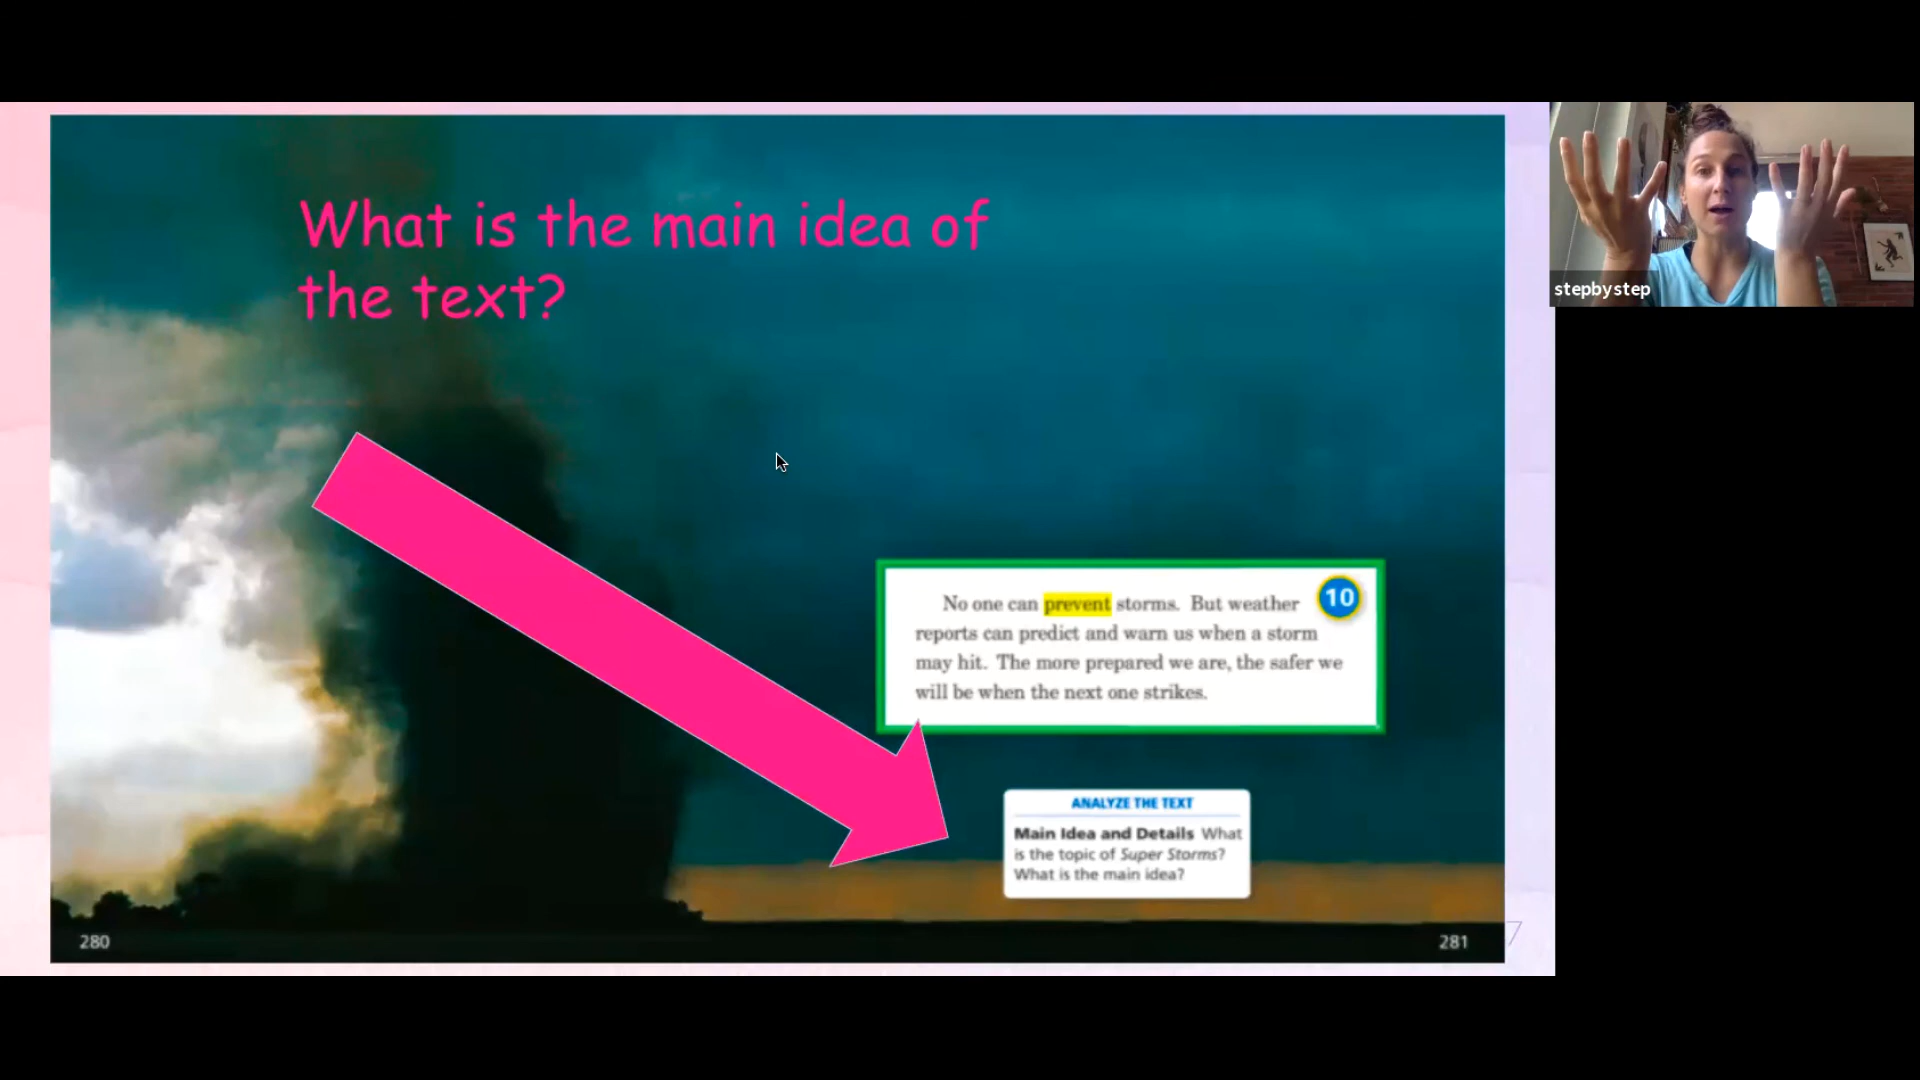 What is the main idea of
the text?
No one can prevent storms. But weather
10
reports can predict and warn us when a storm
may hit. The more prepared we are, the safer we
will be when the next one strikes.
ANALYZE THE TEXT
Main Idea and Details What
is the topic of Super Storms?
What is the main idea?
280
281
7
stepbystep